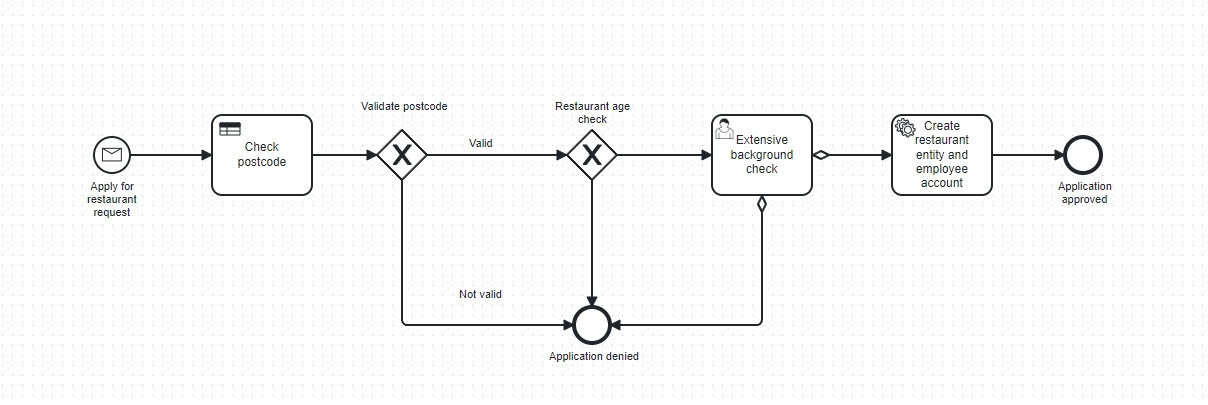 Apply for
restaurant
request
Check
postcode
Validate postcode
Valid
Not valid
Restaurant age
check
Application denied
Extensive
background
check
Create
restaurant
entity and
employee
account
Application
approved